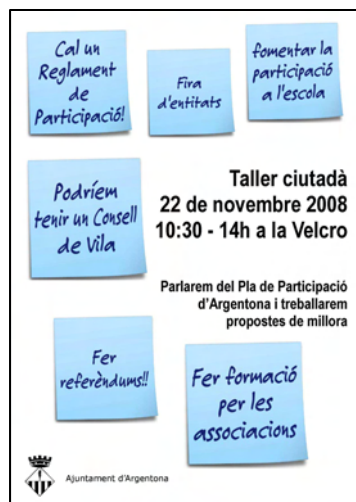 Cal un
Reglament
de
Participació!
Fira
d'entitats
fomentar la
participació
a l'escola
Podríem
tenir un Consell
de Vila
Taller ciutadà
22 de novembre 2008
10:30 - 14h a la Velcro
Parlarem del Pla de Participació
d'Argentona i treballarem
propostes de millora
Fer
referèndums!!
Fer formació
per les
associacions
Ajuntament d'Argentona